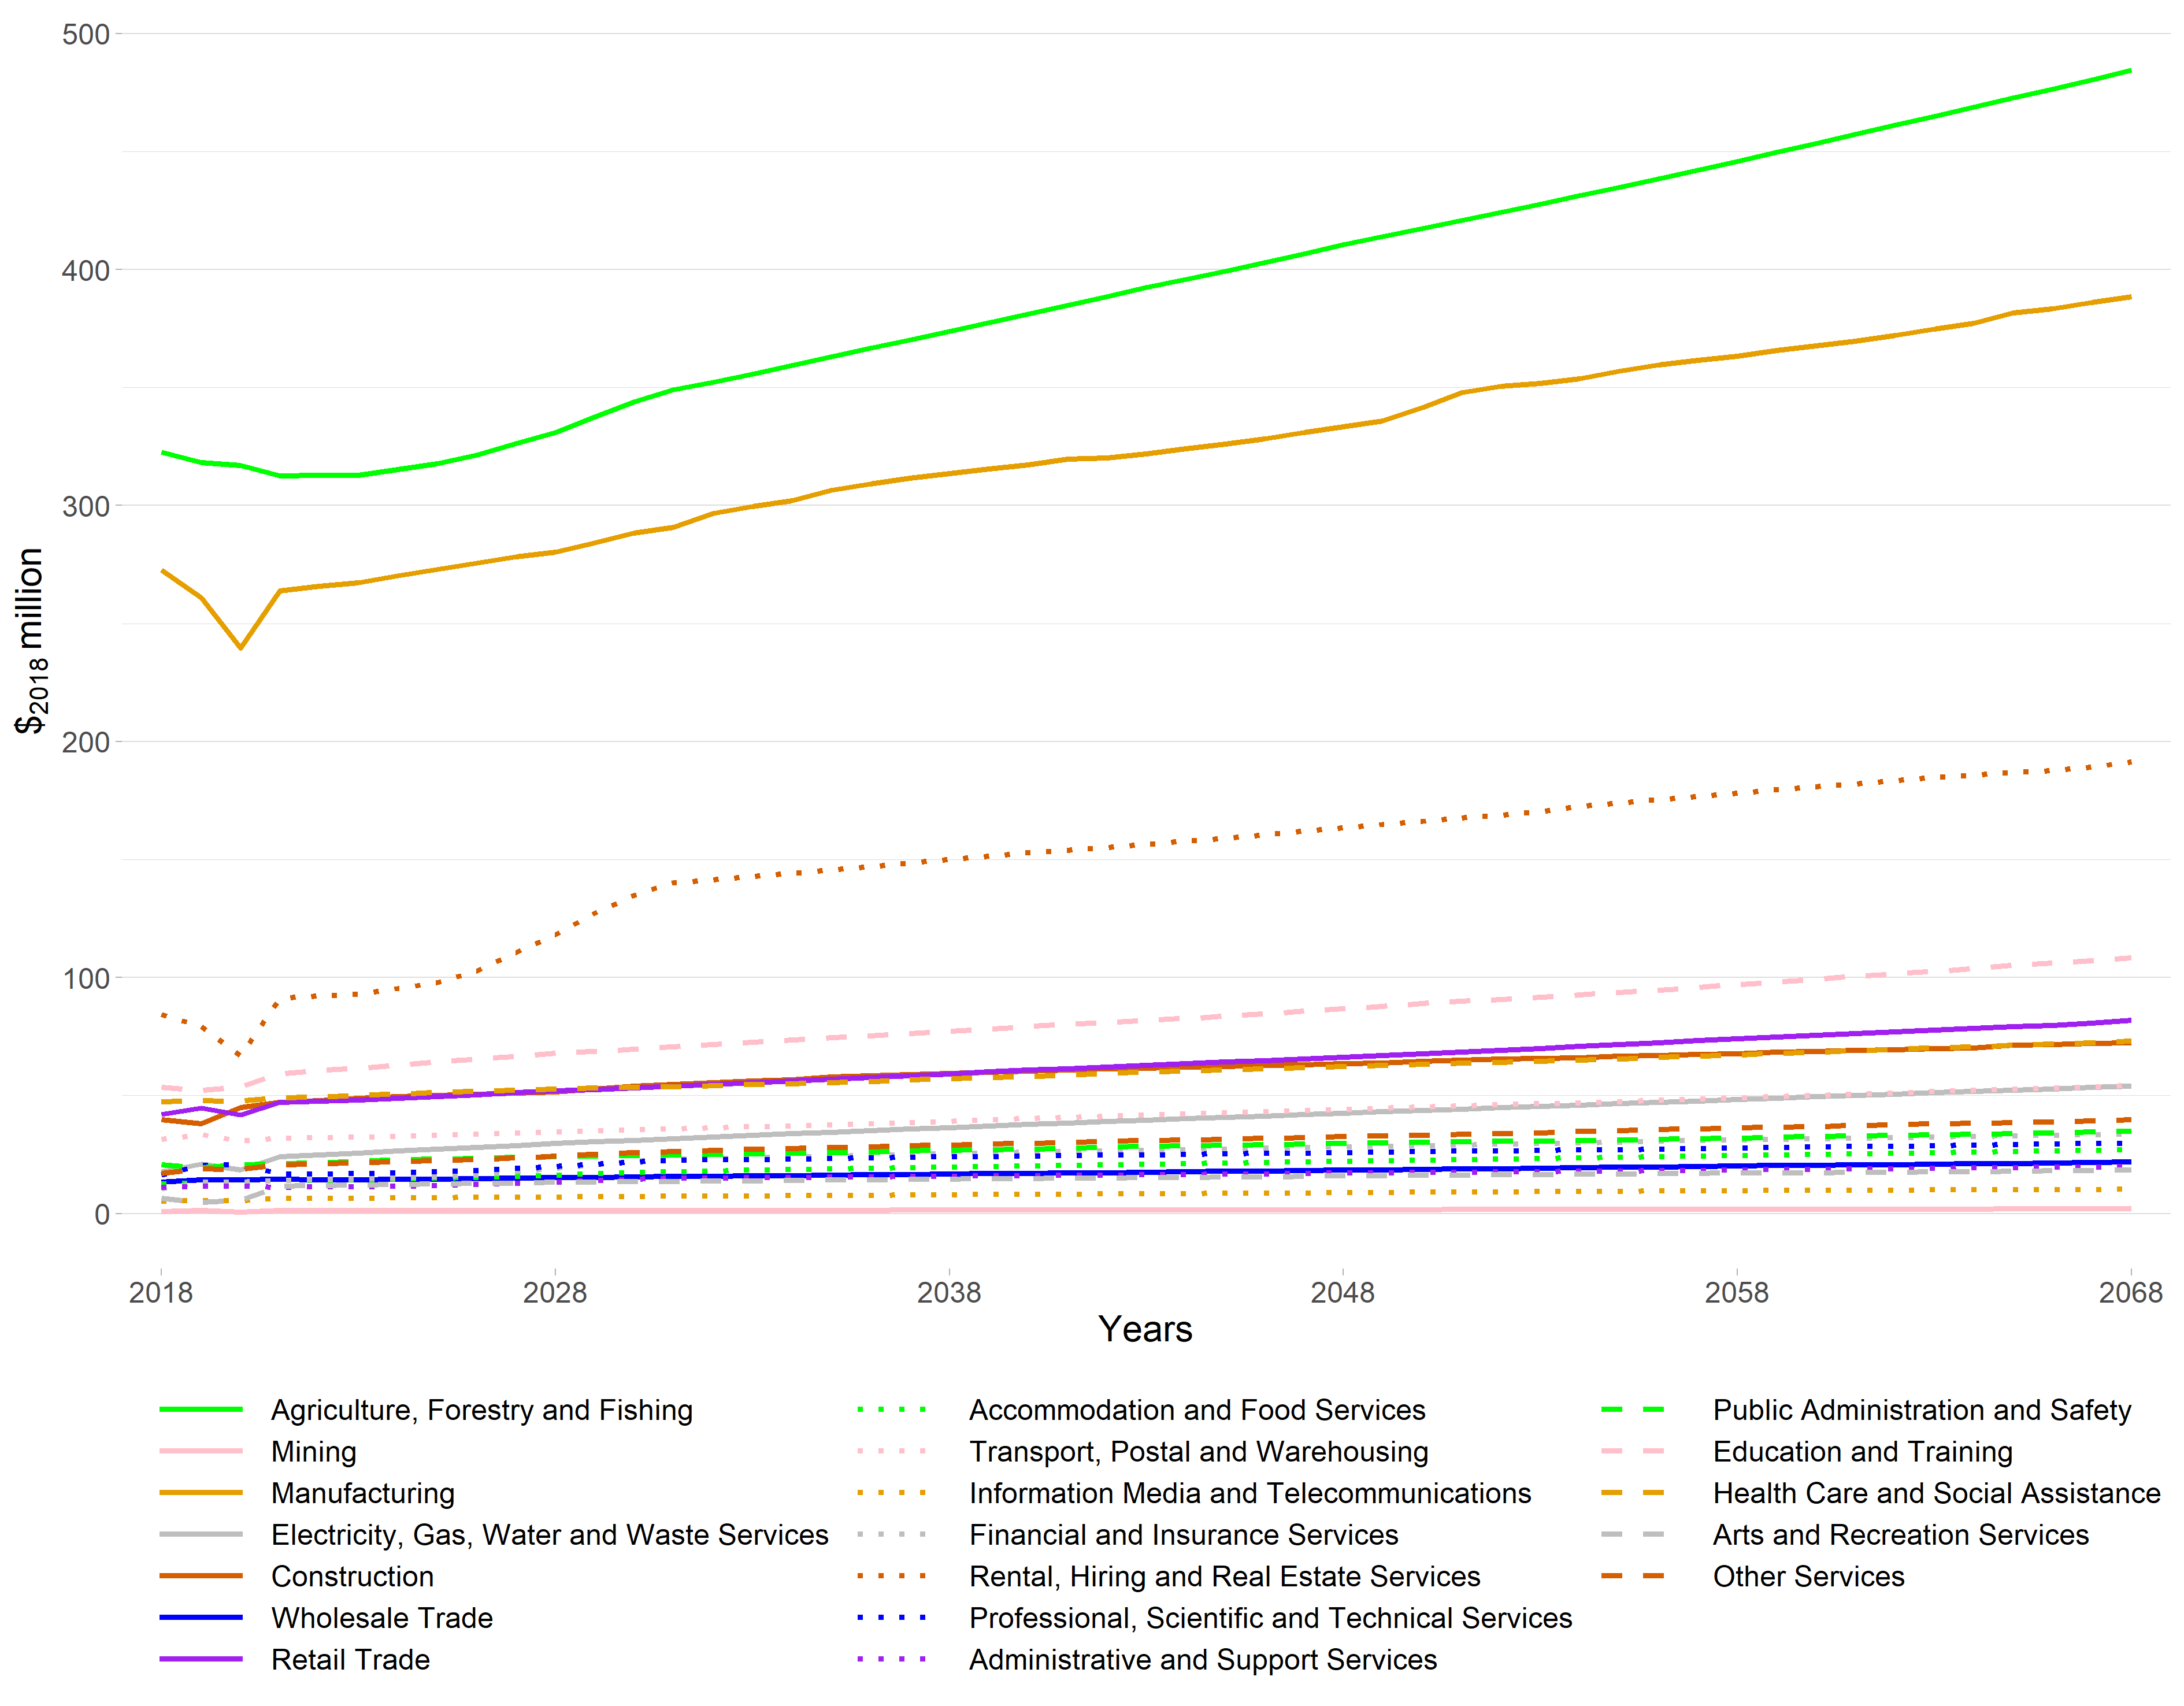 500
400
300
200
100
0
$2018 million
2018 2028 2038 2048 2058 2068
Years
Agriculture, Forestry and Fishing
Mining
Manufacturing
Electricity, Gas, Water and Waste Services
Construction
Wholesale Trade
Retail Trade
Accommodation and Food Services
Transport, Postal and Warehousing
Information Media and Telecommunications
Financial and Insurance Services
Rental, Hiring and Real Estate Services
Professional, Scientific and Technical Services
Administrative and Support Services
Public Administration and Safety
Education and Training
Health Care and Social Assistance
Arts and Recreation Services
Other Services